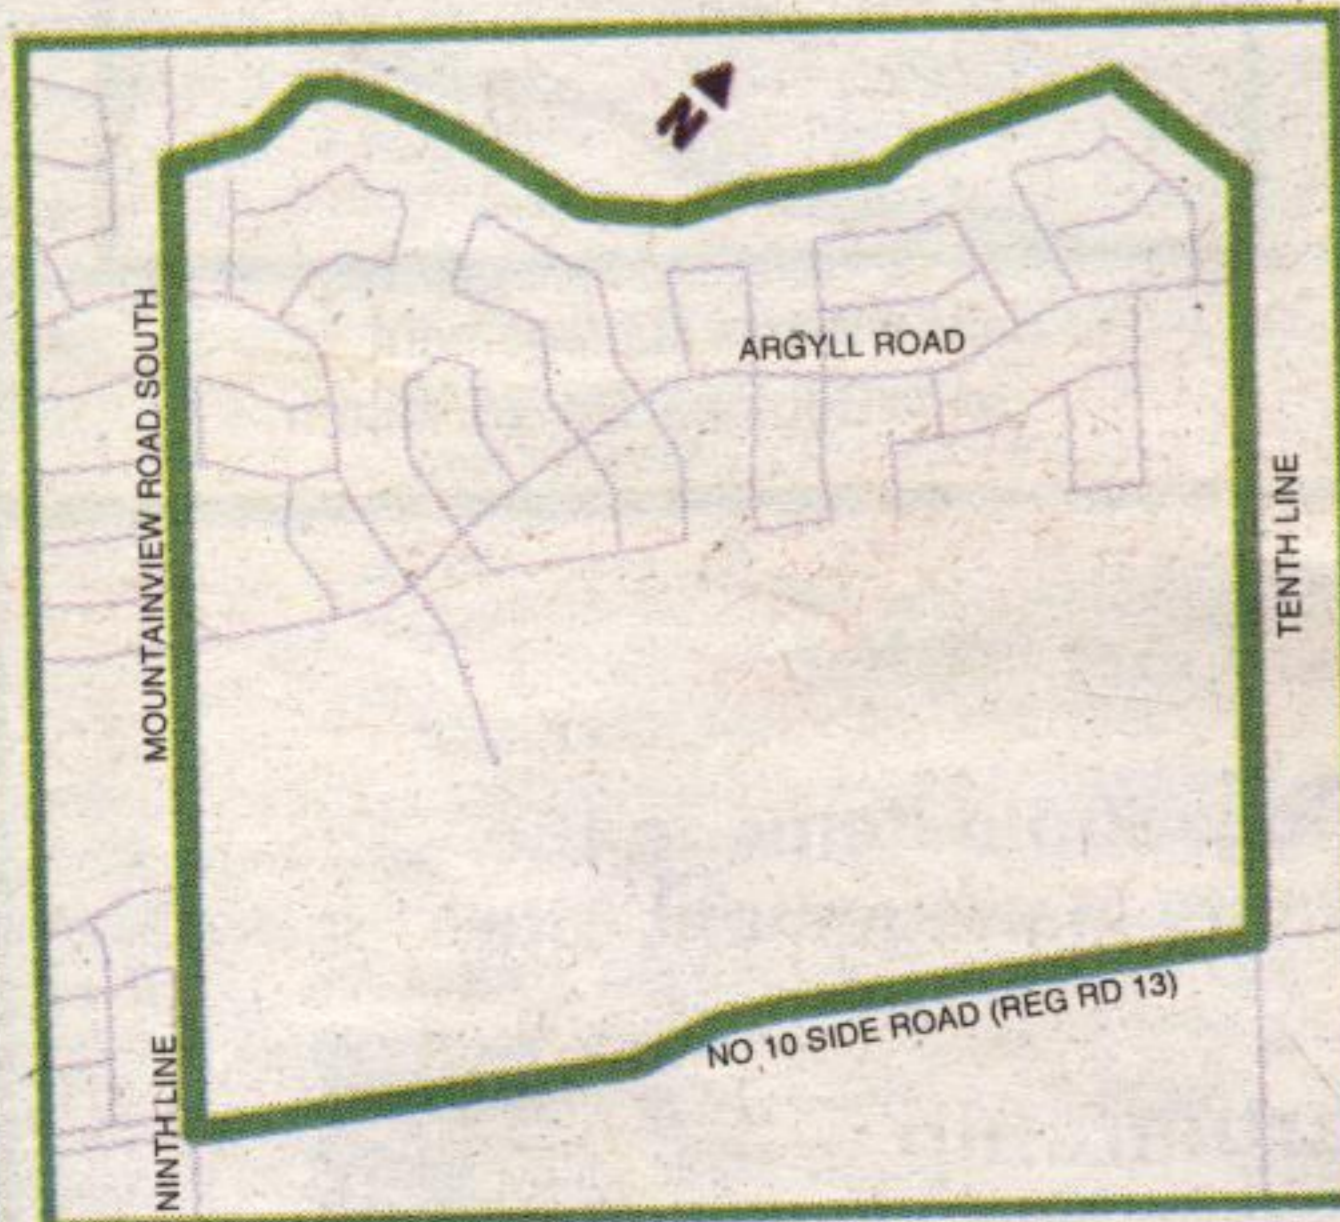 N
ARGYLL ROAD
MOUNTAINVIEW ROAD SOUTH
TENTH LINE
NO 10 SIDE ROAD (REG RD 13)
NINTH LINE